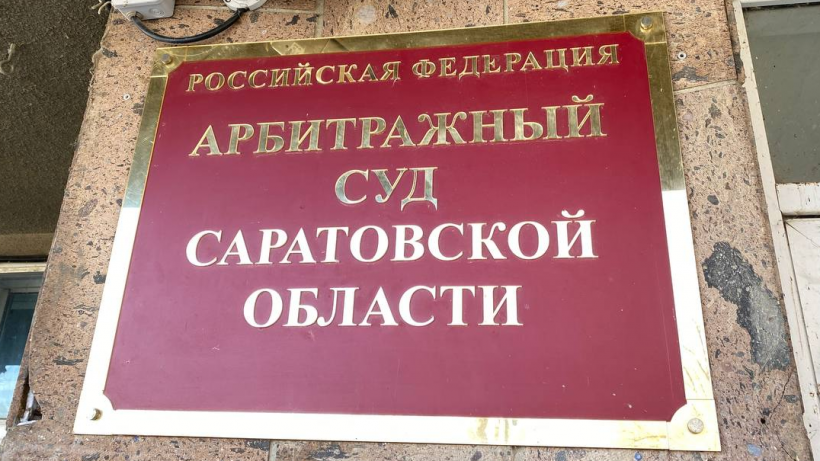 РОССИЙСКАЯ ФЕДЕРАЦИЯ
АРБИТРАЖНЫЙ
СУД
САРАТОВСКОЙ
ОБЛАСТИ